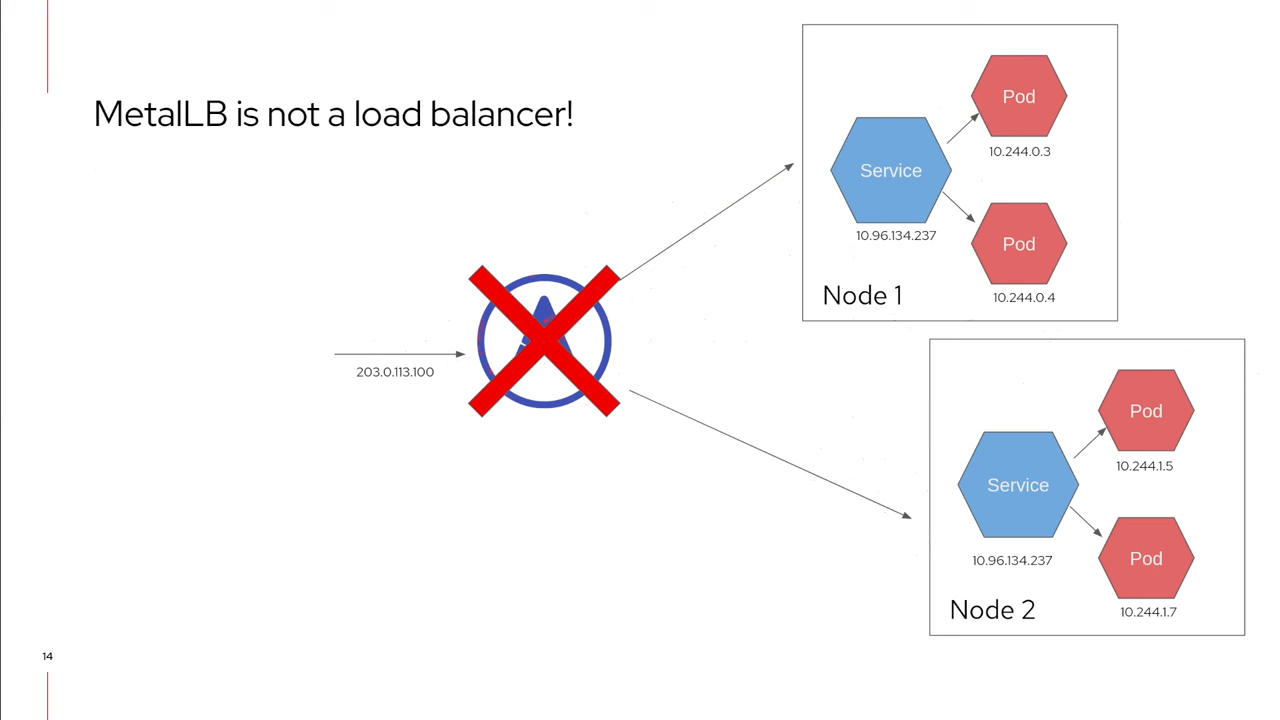 MetalLB is not a load balancer!
203.0.113.100
Service
10.96.134.237
Pod
10.244.0.3
Pod
10.244.0.4
Node 1
Service
10.96.134.237
Pod
10.244.1.5
Pod
10.244.1.7
Node 2
14